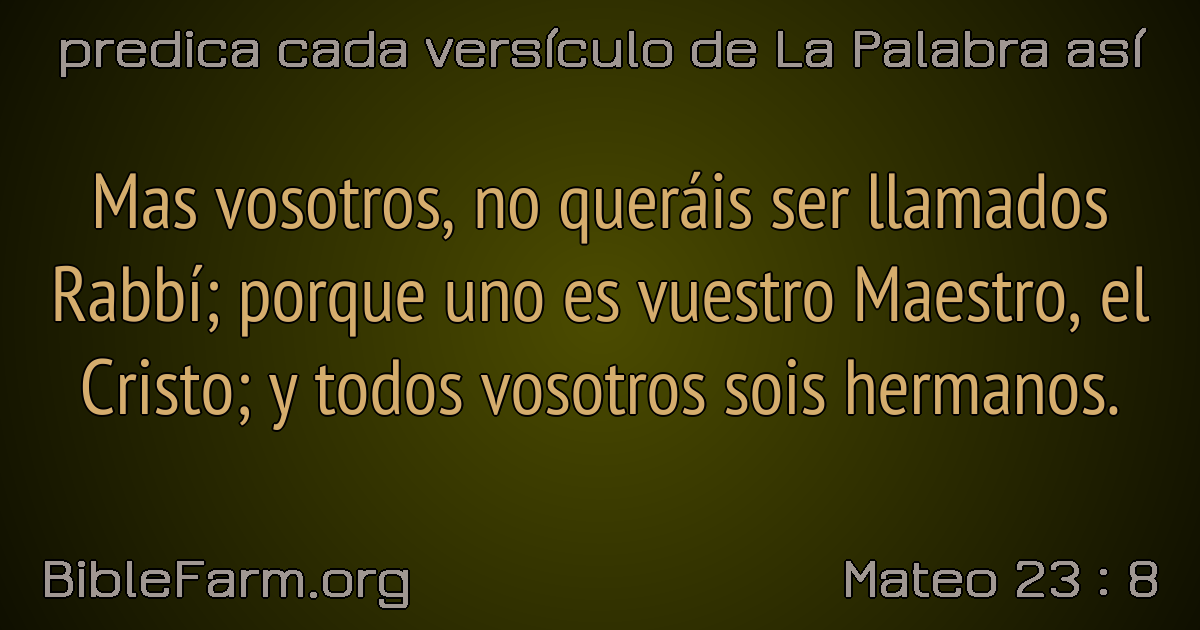 predica cada versículo de La Palabra así
Mas vosotros, no queráis ser llamados
Rabbí; porque uno es vuestro Maestro, el
Cristo; y todos vosotros sois hermanos.
BibleFarm.org
Mateo 23 : 8